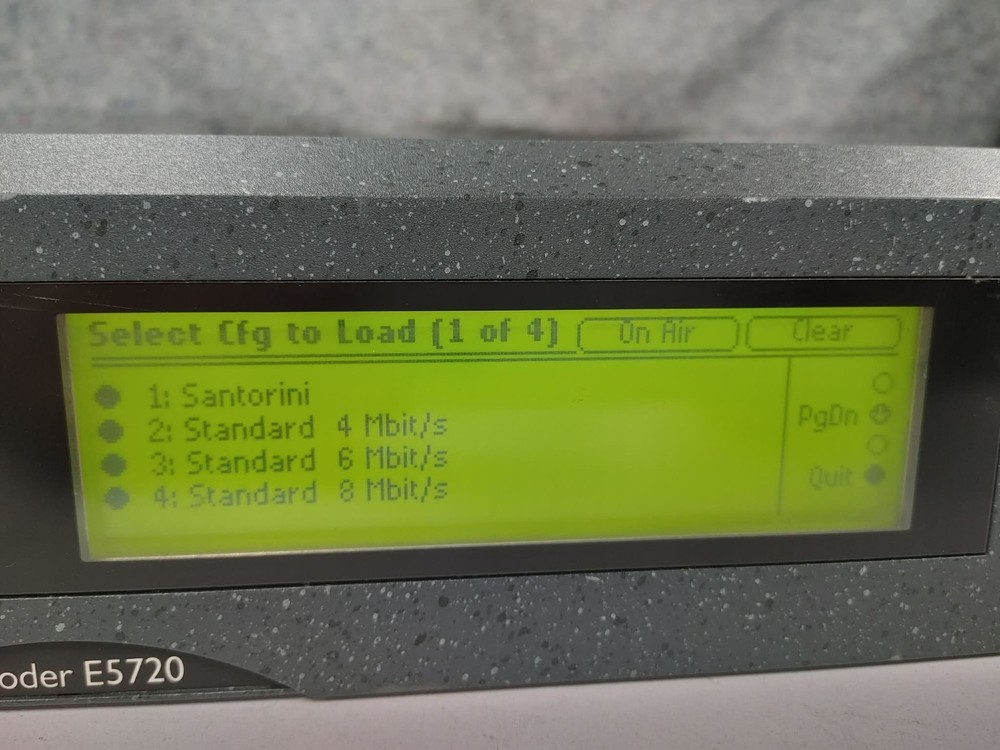 Select Cfg to Load (1 of 4) On Air Clear
1: Santorini
2: Standard 4 Mbit/s
PgDn
3: Standard 6 Mbit/s
4: Standard 8 Mbit/s
Quit
oder E5720